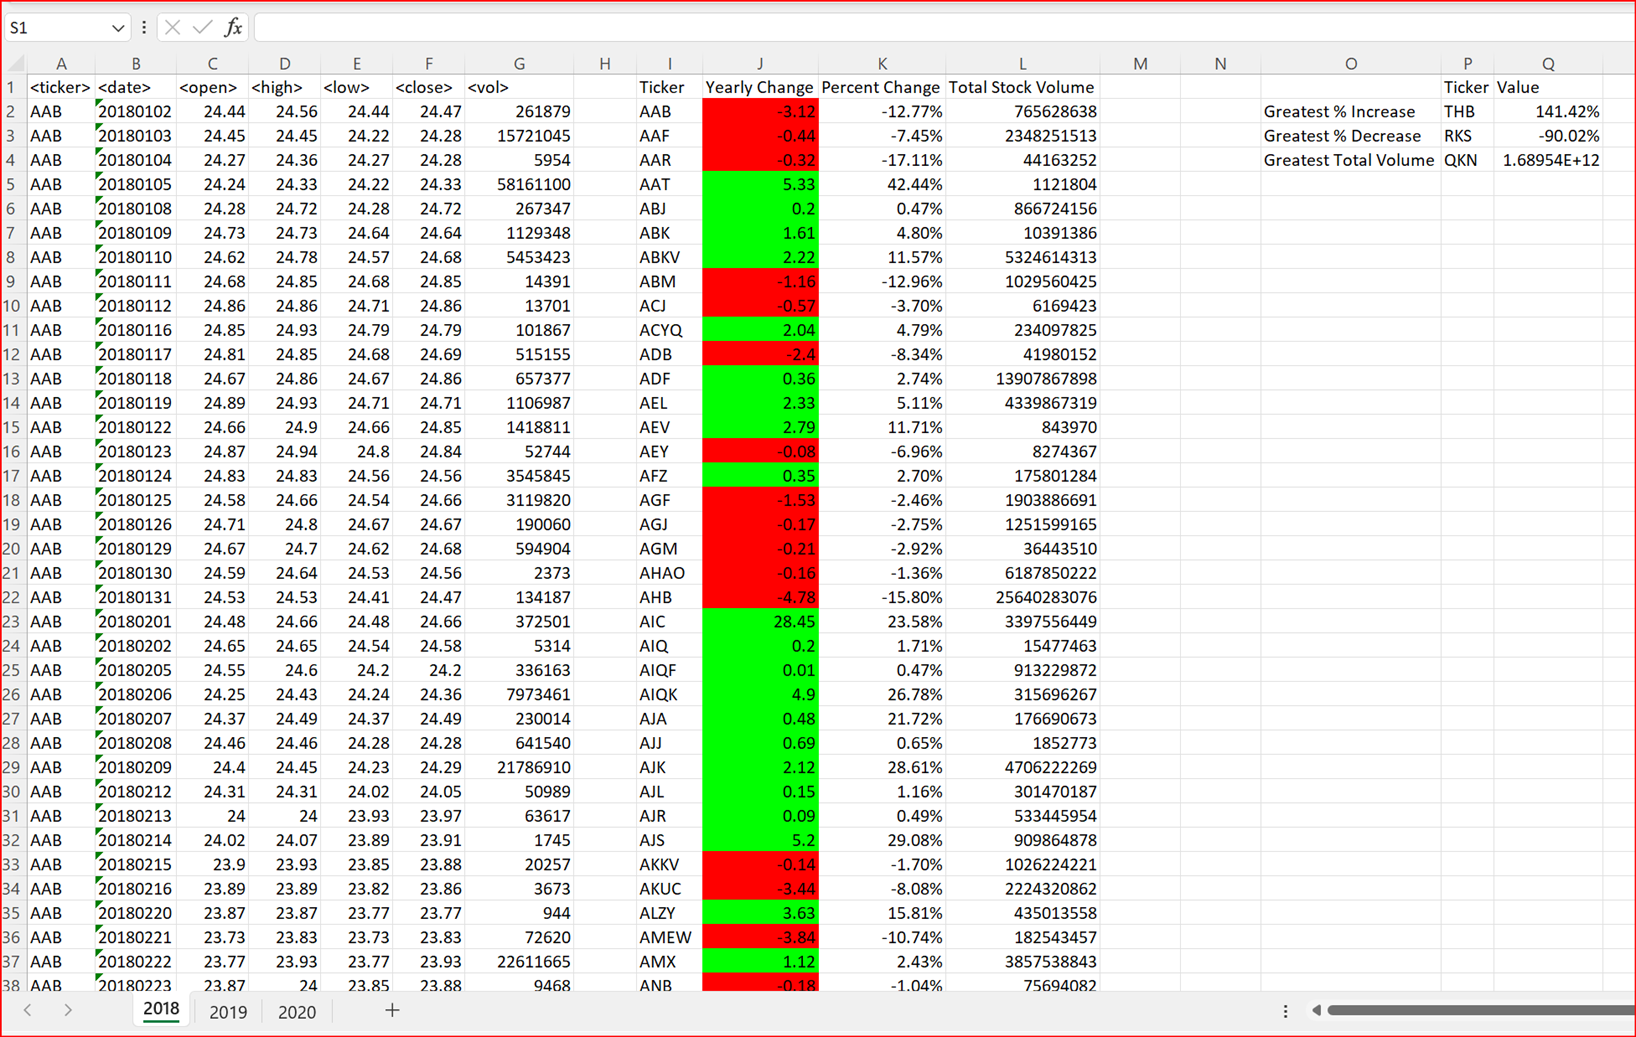 S1 fx
A B C D E F G H I J K L M N O P Q
1 <ticker> <date> <open> <high> <low> <close> <vol> Ticker Yearly Change Percent Change Total Stock Volume Ticker Value
2 AAB 20180102 24.44 24.56 24.44 24.47 261879 AAB -3.12 -12.77% 765628638 Greatest % Increase THB 141.42%
3 AAB 20180103 24.45 24.45 24.22 24.28 15721045 AAF -0.44 -7.45% 2348251513 Greatest % Decrease RKS -90.02%
4 AAB 20180104 24.27 24.36 24.27 24.28 5954 AAR -0.32 -17.11% 44163252 Greatest Total Volume QKN 1.68954E+12
5 AAB 20180105 24.24 24.33 24.22 24.33 58161100 AAT 5.33 42.44% 1121804
6 AAB 20180108 24.28 24.72 24.28 24.72 267347 ABJ 0.2 0.47% 866724156
7 AAB 20180109 24.73 24.73 24.64 24.64 1129348 ABK 1.61 4.80% 10391386
8 AAB 20180110 24.62 24.78 24.57 24.68 5453423 ABKV 2.22 11.57% 5324614313
9 AAB 20180111 24.68 24.85 24.68 24.85 14391 ABM -1.16 -12.96% 1029560425
10 AAB 20180112 24.86 24.86 24.71 24.86 13701 ACJ -0.57 -3.70% 6169423
11 AAB 20180116 24.85 24.93 24.79 24.79 101867 ACYQ 2.04 4.79% 234097825
12 AAB 20180117 24.81 24.85 24.68 24.69 515155 ADB -2.4 -8.34% 41980152
13 AAB 20180118 24.67 24.86 24.67 24.86 657377 ADF 0.36 2.74% 13907867898
14 AAB 20180119 24.89 24.93 24.71 24.71 1106987 AEL 2.33 5.11% 4339867319
15 AAB 20180122 24.66 24.9 24.66 24.85 1418811 AEV 2.79 11.71% 843970
16 AAB 20180123 24.87 24.94 24.8 24.84 52744 AEY -0.08 -6.96% 8274367
17 AAB 20180124 24.83 24.83 24.56 24.56 3545845 AFZ 0.35 2.70% 175801284
18 AAB 20180125 24.58 24.66 24.54 24.66 3119820 AGF -1.53 -2.46% 1903886691
19 AAB 20180126 24.71 24.8 24.67 24.67 190060 AGJ -0.17 -2.75% 1251599165
20 AAB 20180129 24.67 24.7 24.62 24.68 594904 AGM -0.21 -2.92% 36443510
21 AAB 20180130 24.59 24.64 24.53 24.56 2373 AHAO -0.16 -1.36% 6187850222
22 AAB 20180131 24.53 24.53 24.41 24.47 134187 AHB -4.78 -15.80% 25640283076
23 AAB 20180201 24.48 24.66 24.48 24.66 372501 AIC 28.45 23.58% 3397556449
24 AAB 20180202 24.65 24.65 24.54 24.58 5314 AIQ 0.2 1.71% 15477463
25 AAB 20180205 24.55 24.6 24.2 24.2 336163 AIQF 0.01 0.47% 913229872
26 AAB 20180206 24.25 24.43 24.24 24.36 7973461 AIQK 4.9 26.78% 315696267
27 AAB 20180207 24.37 24.49 24.37 24.49 230014 AJA 0.48 21.72% 176690673
28 AAB 20180208 24.46 24.46 24.28 24.28 641540 AJJ 0.69 0.65% 1852773
29 AAB 20180209 24.4 24.45 24.23 24.29 21786910 AJK 2.12 28.61% 4706222269
30 AAB 20180212 24.31 24.31 24.02 24.05 50989 AJL 0.15 1.16% 301470187
31 AAB 20180213 24 24 23.93 23.97 63617 AJR 0.09 0.49% 533445954
32 AAB 20180214 24.02 24.07 23.89 23.91 1745 AJS 5.2 29.08% 909864878
33 AAB 20180215 23.9 23.93 23.85 23.88 20257 AKKV -0.14 -1.70% 1026224221
34 AAB 20180216 23.89 23.89 23.82 23.86 3673 AKUC -3.44 -8.08% 2224320862
35 AAB 20180220 23.87 23.87 23.77 23.77 944 ALZY 3.63 15.81% 435013558
36 AAB 20180221 23.73 23.83 23.73 23.83 72620 AMEW -3.84 -10.74% 182543457
37 AAB 20180222 23.77 23.93 23.77 23.93 22611665 AMX 1.12 2.43% 3857538843
38 AAB 20180223 23.87 24 23.85 23.88 9468 ANB -0.18 -1.04% 75694082
2018 2019 2020 +